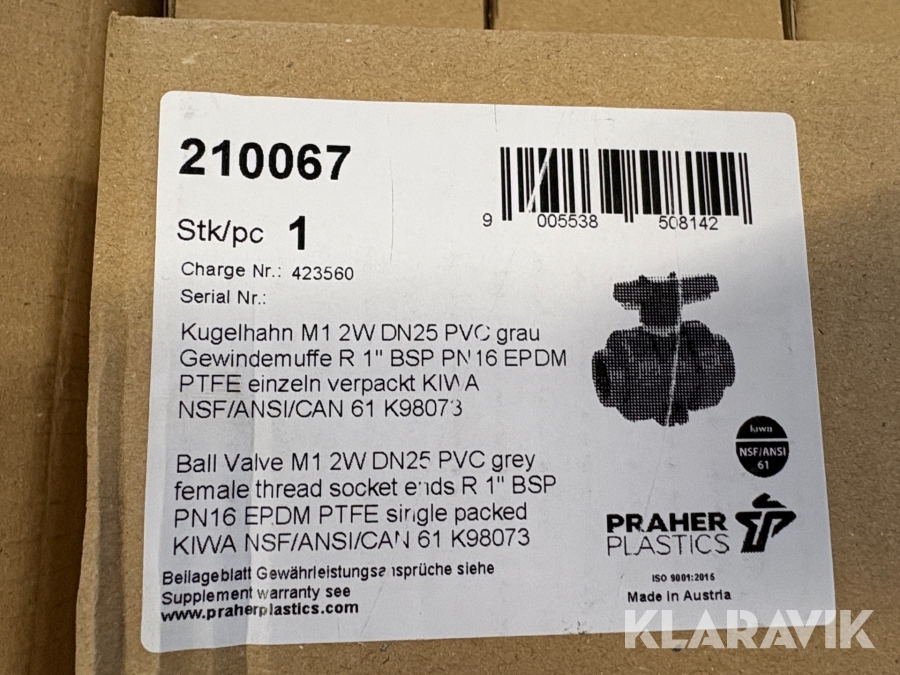 210067
Stk/pc 1
Charge Nr.: 423560
Serial Nr.:
9 005538 508142
Kugelhahn M1 2W DN25 PVC grau
Gewindemuffe R 1" BSP PN16 EPDM
PTFE einzeln verpackt KIWA
NSF/ANSI/CAN 61 K98073
Ball Valve M1 2W DN25 PVC grey
female thread socket ends R 1" BSP
PN16 EPDM PTFE single packed
KIWA NSF/ANSI/CAN 61 K98073
kiwa
NSF/ANSI
61
PRAHER
PLASTICS
ISO 9001:2015
Made in Austria
Beilageblatt Gewährleistungsansprüche siehe
Supplement warranty see
www.praherplastics.com
KLARAVIK